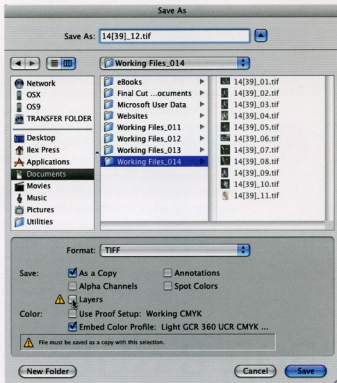 Save As
Save As: 14[39]_12.tif
Working Files_014
Network
OSX
OS9
TRANSFER FOLDER
Desktop
Ilex Press
Applications
Documents
Movies
Music
Pictures
Utilities
eBooks
Final Cut ...ocuments
Microsoft User Data
Websites
Working Files_011
Working Files_012
Working Files_013
Working Files_014
14[39]_01.tif
14[39]_02.tif
14[39]_03.tif
14[39]_04.tif
14[39]_05.tif
14[39]_06.tif
14[39]_07.tif
14[39]_08.tif
14[39]_09.tif
14[39]_10.tif
14[39]_11.tif
Format: TIFF
Save: As a Copy Annotations
Alpha Channels Spot Colors
Layers
Color: Use Proof Setup: Working CMYK
Embed Color Profile: Light GCR 360 UCR CMYK ...
File must be saved as a copy with this selection.
New Folder Cancel Save